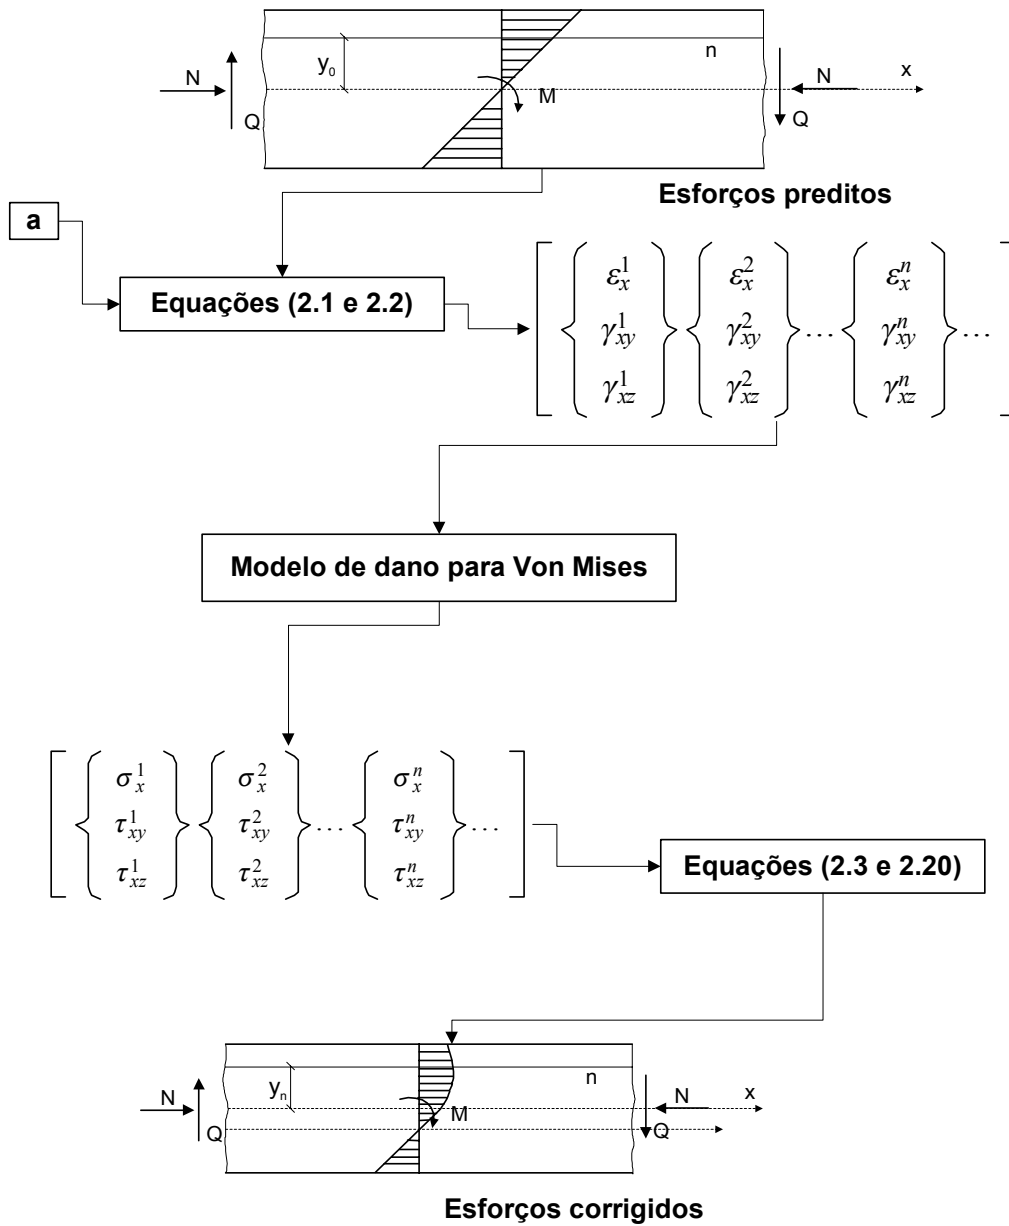 y₀
n
N
Q
M
N
Q
x
Esforços preditos
a
Equações (2.1 e 2.2)
ε_x^1 ε_x^2 ε_x^n
γ_xy^1 γ_xy^2 ... γ_xy^n ...
γ_xz^1 γ_xz^2 γ_xz^n
Modelo de dano para Von Mises
σ_x^1 σ_x^2 σ_x^n
τ_xy^1 τ_xy^2 ... τ_xy^n ...
τ_xz^1 τ_xz^2 τ_xz^n
Equações (2.3 e 2.20)
yₙ
n
N
Q
M
N
Q
x
Esforços corrigidos